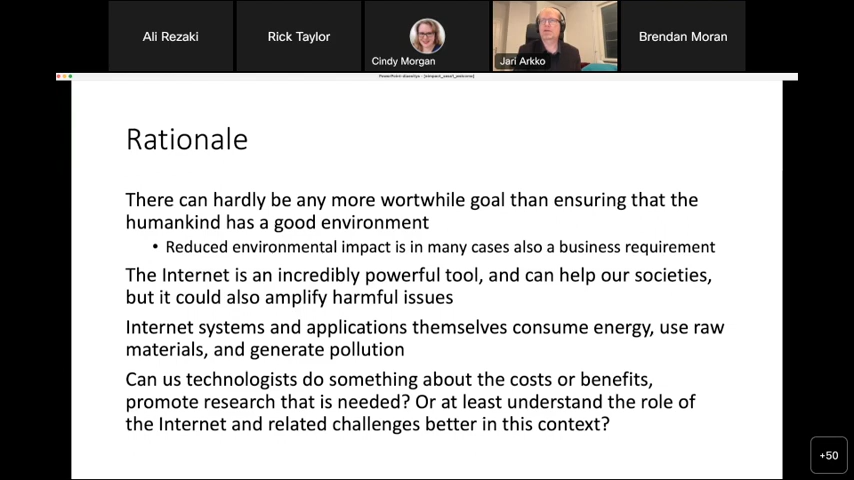 Ali Rezaki
Rick Taylor
Cindy Morgan
Jari Arkko
Brendan Moran
Rationale
There can hardly be any more wortwhile goal than ensuring that the
humankind has a good environment
• Reduced environmental impact is in many cases also a business requirement
The Internet is an incredibly powerful tool, and can help our societies,
but it could also amplify harmful issues
Internet systems and applications themselves consume energy, use raw
materials, and generate pollution
Can us technologists do something about the costs or benefits,
promote research that is needed? Or at least understand the role of
the Internet and related challenges better in this context?
+50